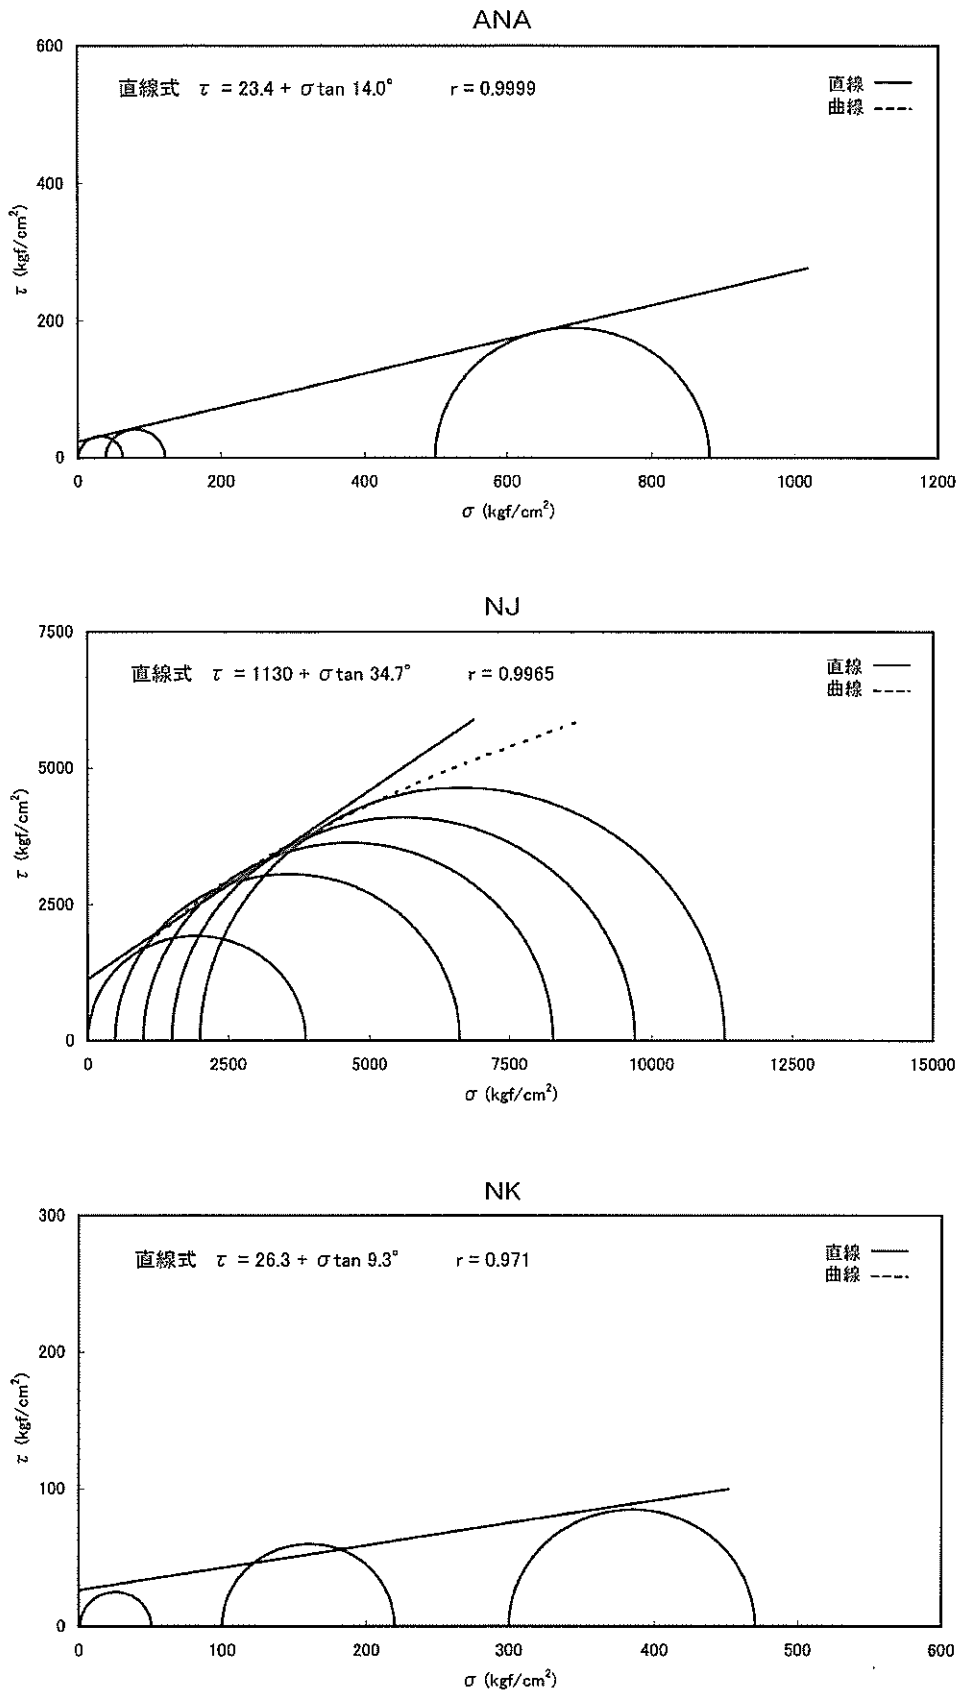 ANA
600
直線式 τ = 23.4 + σ tan 14.0° r = 0.9999
直線
曲線
400
τ (kgf/cm²)
200
0
0 200 400 600 800 1000 1200
σ (kgf/cm²)
NJ
7500
直線式 τ = 1130 + σ tan 34.7° r = 0.9965
直線
曲線
5000
τ (kgf/cm²)
2500
0
0 2500 5000 7500 10000 12500 15000
σ (kgf/cm²)
NK
300
直線式 τ = 26.3 + σ tan 9.3° r = 0.971
直線
曲線
200
τ (kgf/cm²)
100
0
0 100 200 300 400 500 600
σ (kgf/cm²)